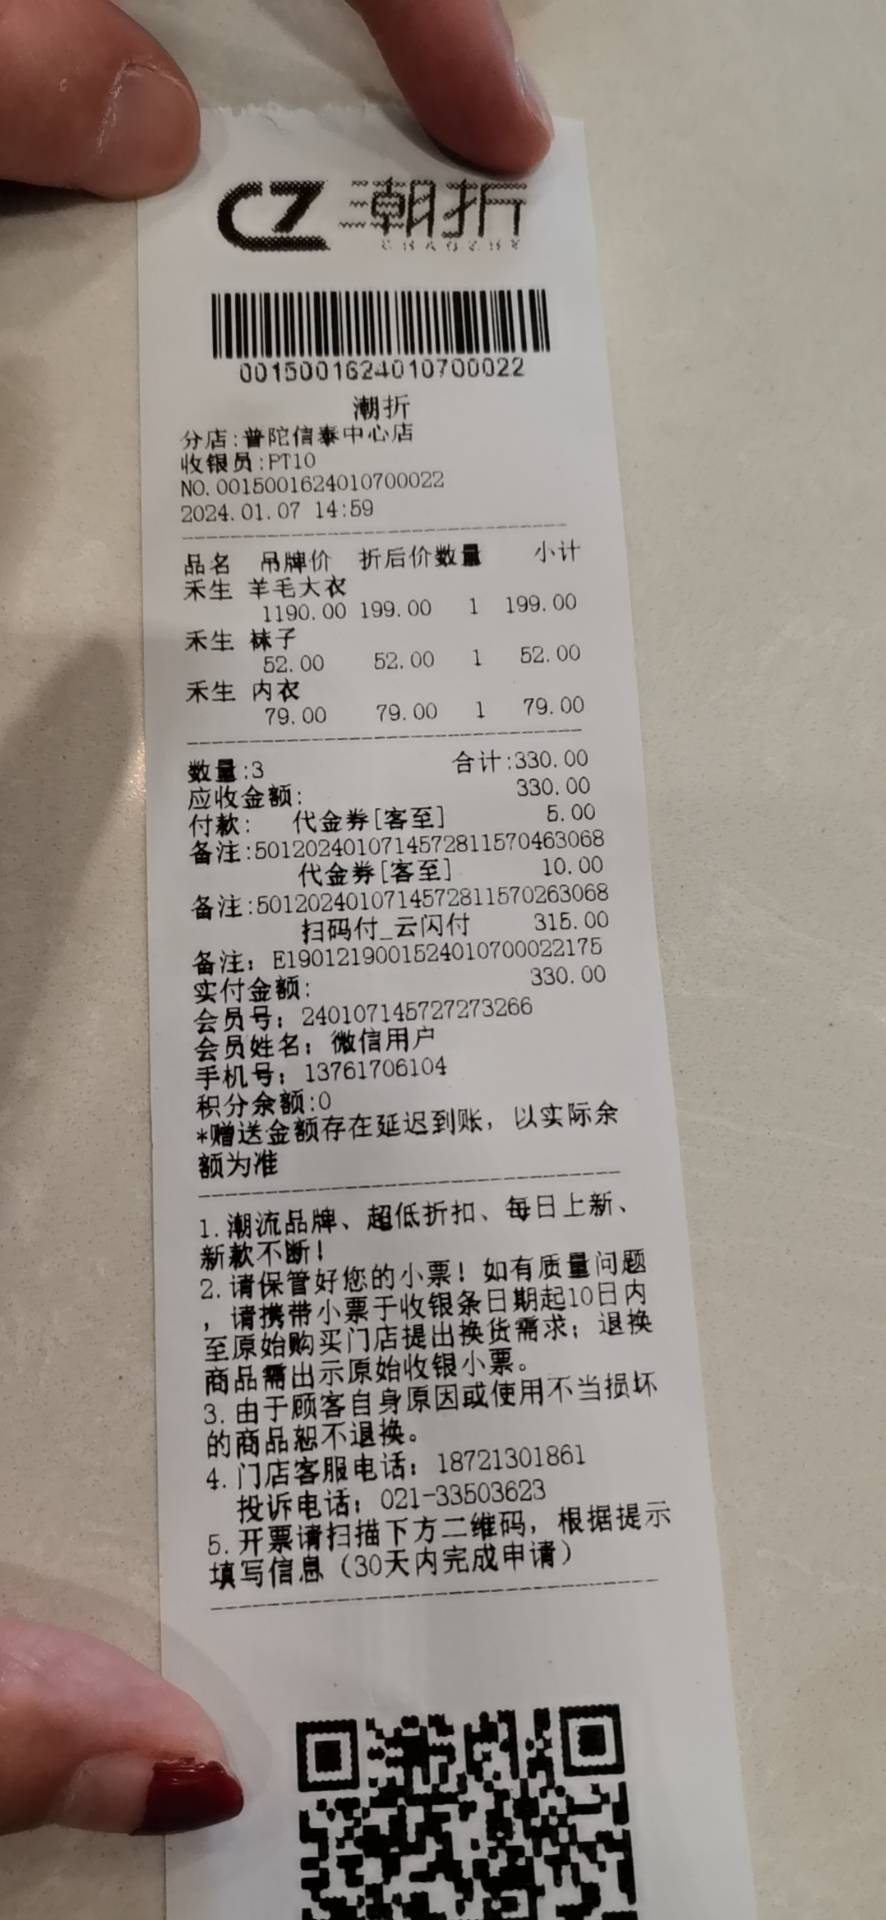 CZ 潮折
CHAOZHE
0015001624010700022
潮折
分店:普陀信泰中心店
收银员:PT10
NO.0015001624010700022
2024.01.07 14:59
品名 吊牌价 折后价数量 小计
禾生 羊毛大衣
1190.00 199.00 1 199.00
禾生 袜子
52.00 52.00 1 52.00
禾生 内衣
79.00 79.00 1 79.00
数量:3 合计:330.00
应收金额: 330.00
付款: 代金券[客至] 5.00
备注:5012024010714572811570463068
代金券[客至] 10.00
备注:5012024010714572811570263068
扫码付_云闪付 315.00
备注: E1901219001524010700022175
实付金额: 330.00
会员号: 240107145727273266
会员姓名: 微信用户
手机号: 13761706104
积分余额:0
*赠送金额存在延迟到账, 以实际余
额为准
1.潮流品牌、超低折扣、每日上新、
新款不断!
2.请保管好您的小票! 如有质量问题
, 请携带小票于收银条日期起10日内
至原始购买门店提出换货需求; 退换
商品需出示原始收银小票。
3.由于顾客自身原因或使用不当损坏
的商品恕不退换。
4.门店客服电话: 18721301861
投诉电话: 021-33503623
5.开票请扫描下方二维码, 根据提示
填写信息 (30天内完成申请)